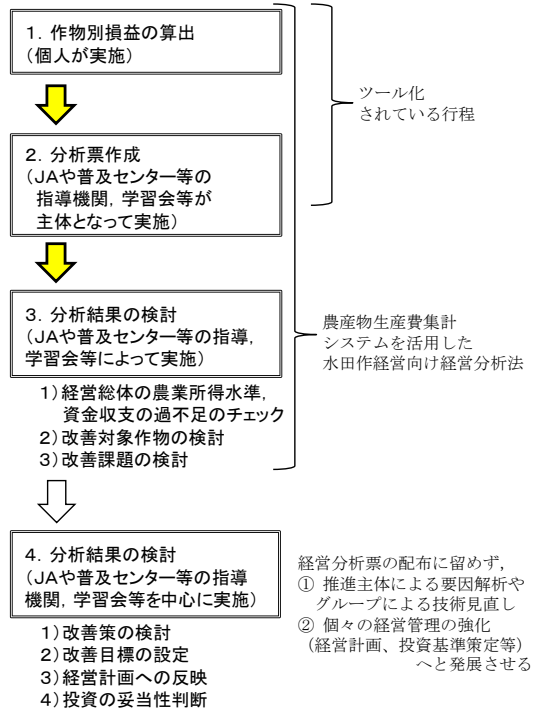 1．作物別損益の算出
（個人が実施）
ツール化
されている行程
2．分析票作成
（JAや普及センター等の
指導機関，学習会等が
主体となって実施）
3．分析結果の検討
（JAや普及センター等の指導，
学習会等によって実施）
農産物生産費集計
システムを活用した
水田作経営向け経営分析法
1）経営総体の農業所得水準，
資金収支の過不足のチェック
2）改善対象作物の検討
3）改善課題の検討
4．分析結果の検討
（JAや普及センター等の指導
機関，学習会等を中心に実施）
1）改善策の検討
2）改善目標の設定
3）経営計画への反映
4）投資の妥当性判断
経営分析票の配布に留めず，
① 推進主体による要因解析や
グループによる技術見直し
② 個々の経営管理の強化
（経営計画、投資基準策定等）
へと発展させる